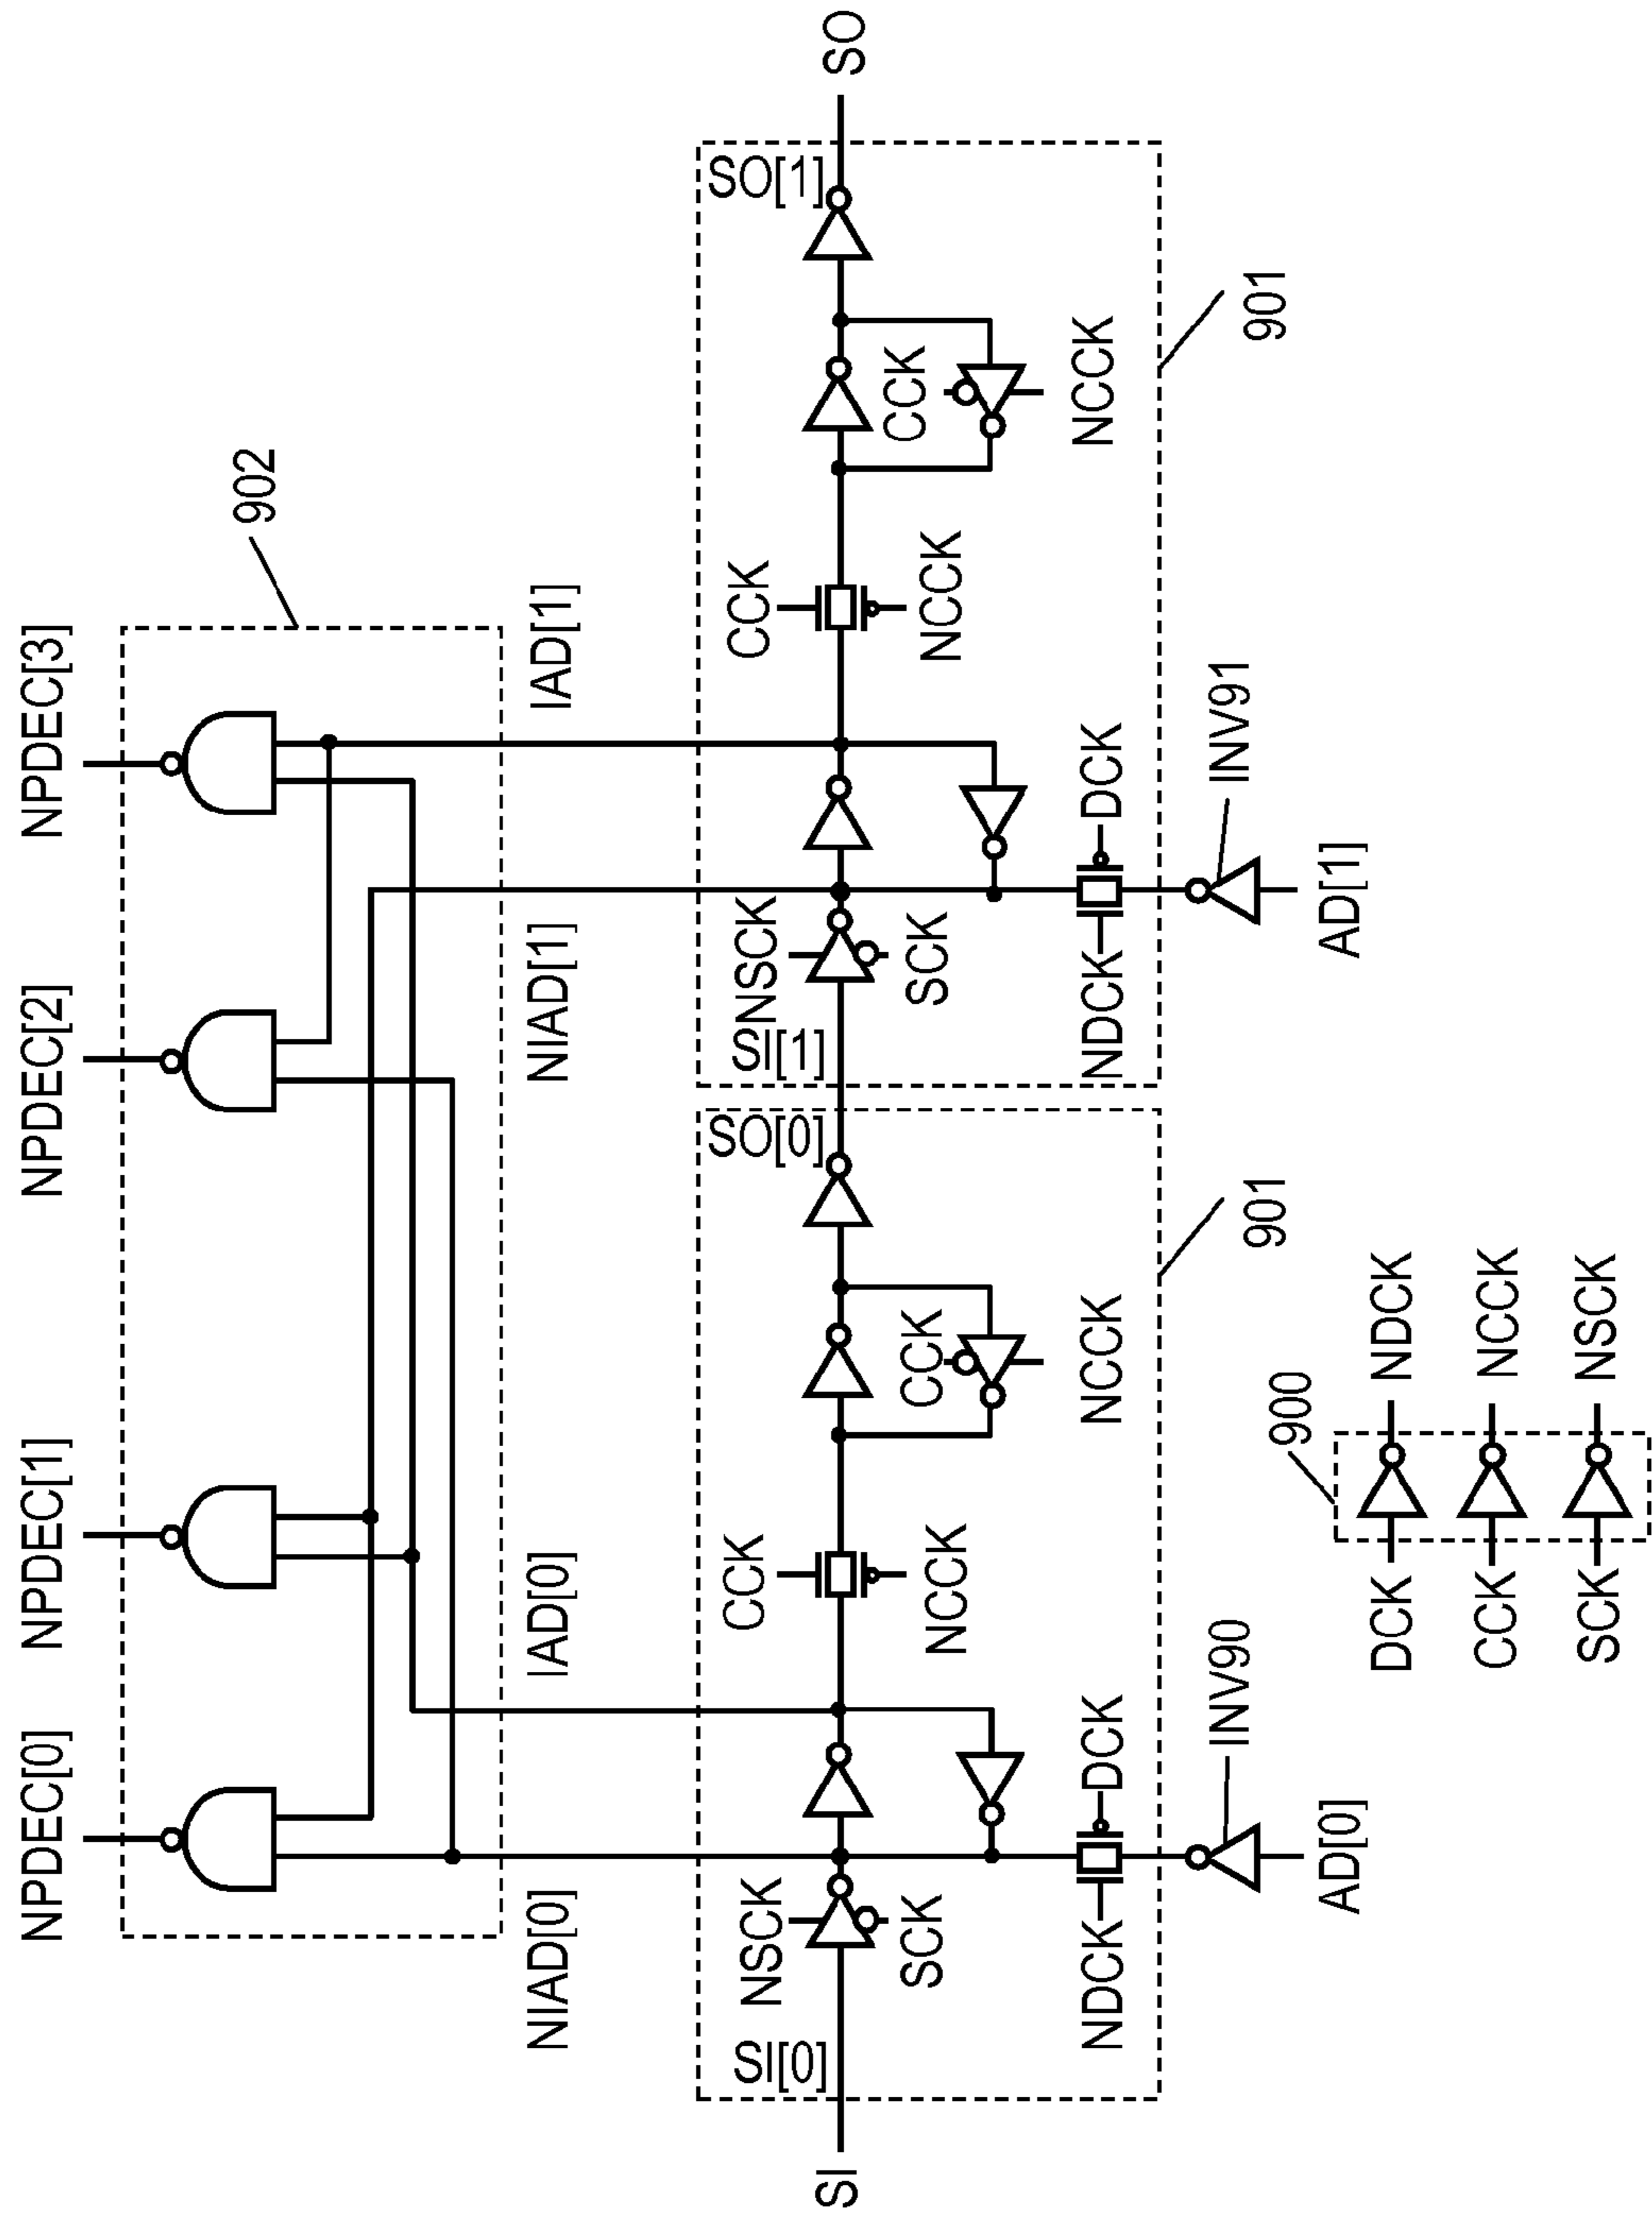 NPDEC[0]
NPDEC[1]
NPDEC[2]
NPDEC[3]
902
NIAD[0]
IAD[0]
NIAD[1]
IAD[1]
SI[0]
SO[0]
SI[1]
SO[1]
NSCK
CCK
NSCK
CCK
SI
SO
SCK
NCCK
CCK
SCK
NCCK
CCK
NDCK
DCK
NCCK
NDCK
DCK
NCCK
INV90
901
INV91
901
AD[0]
AD[1]
900
DCK
NDCK
CCK
NCCK
SCK
NSCK